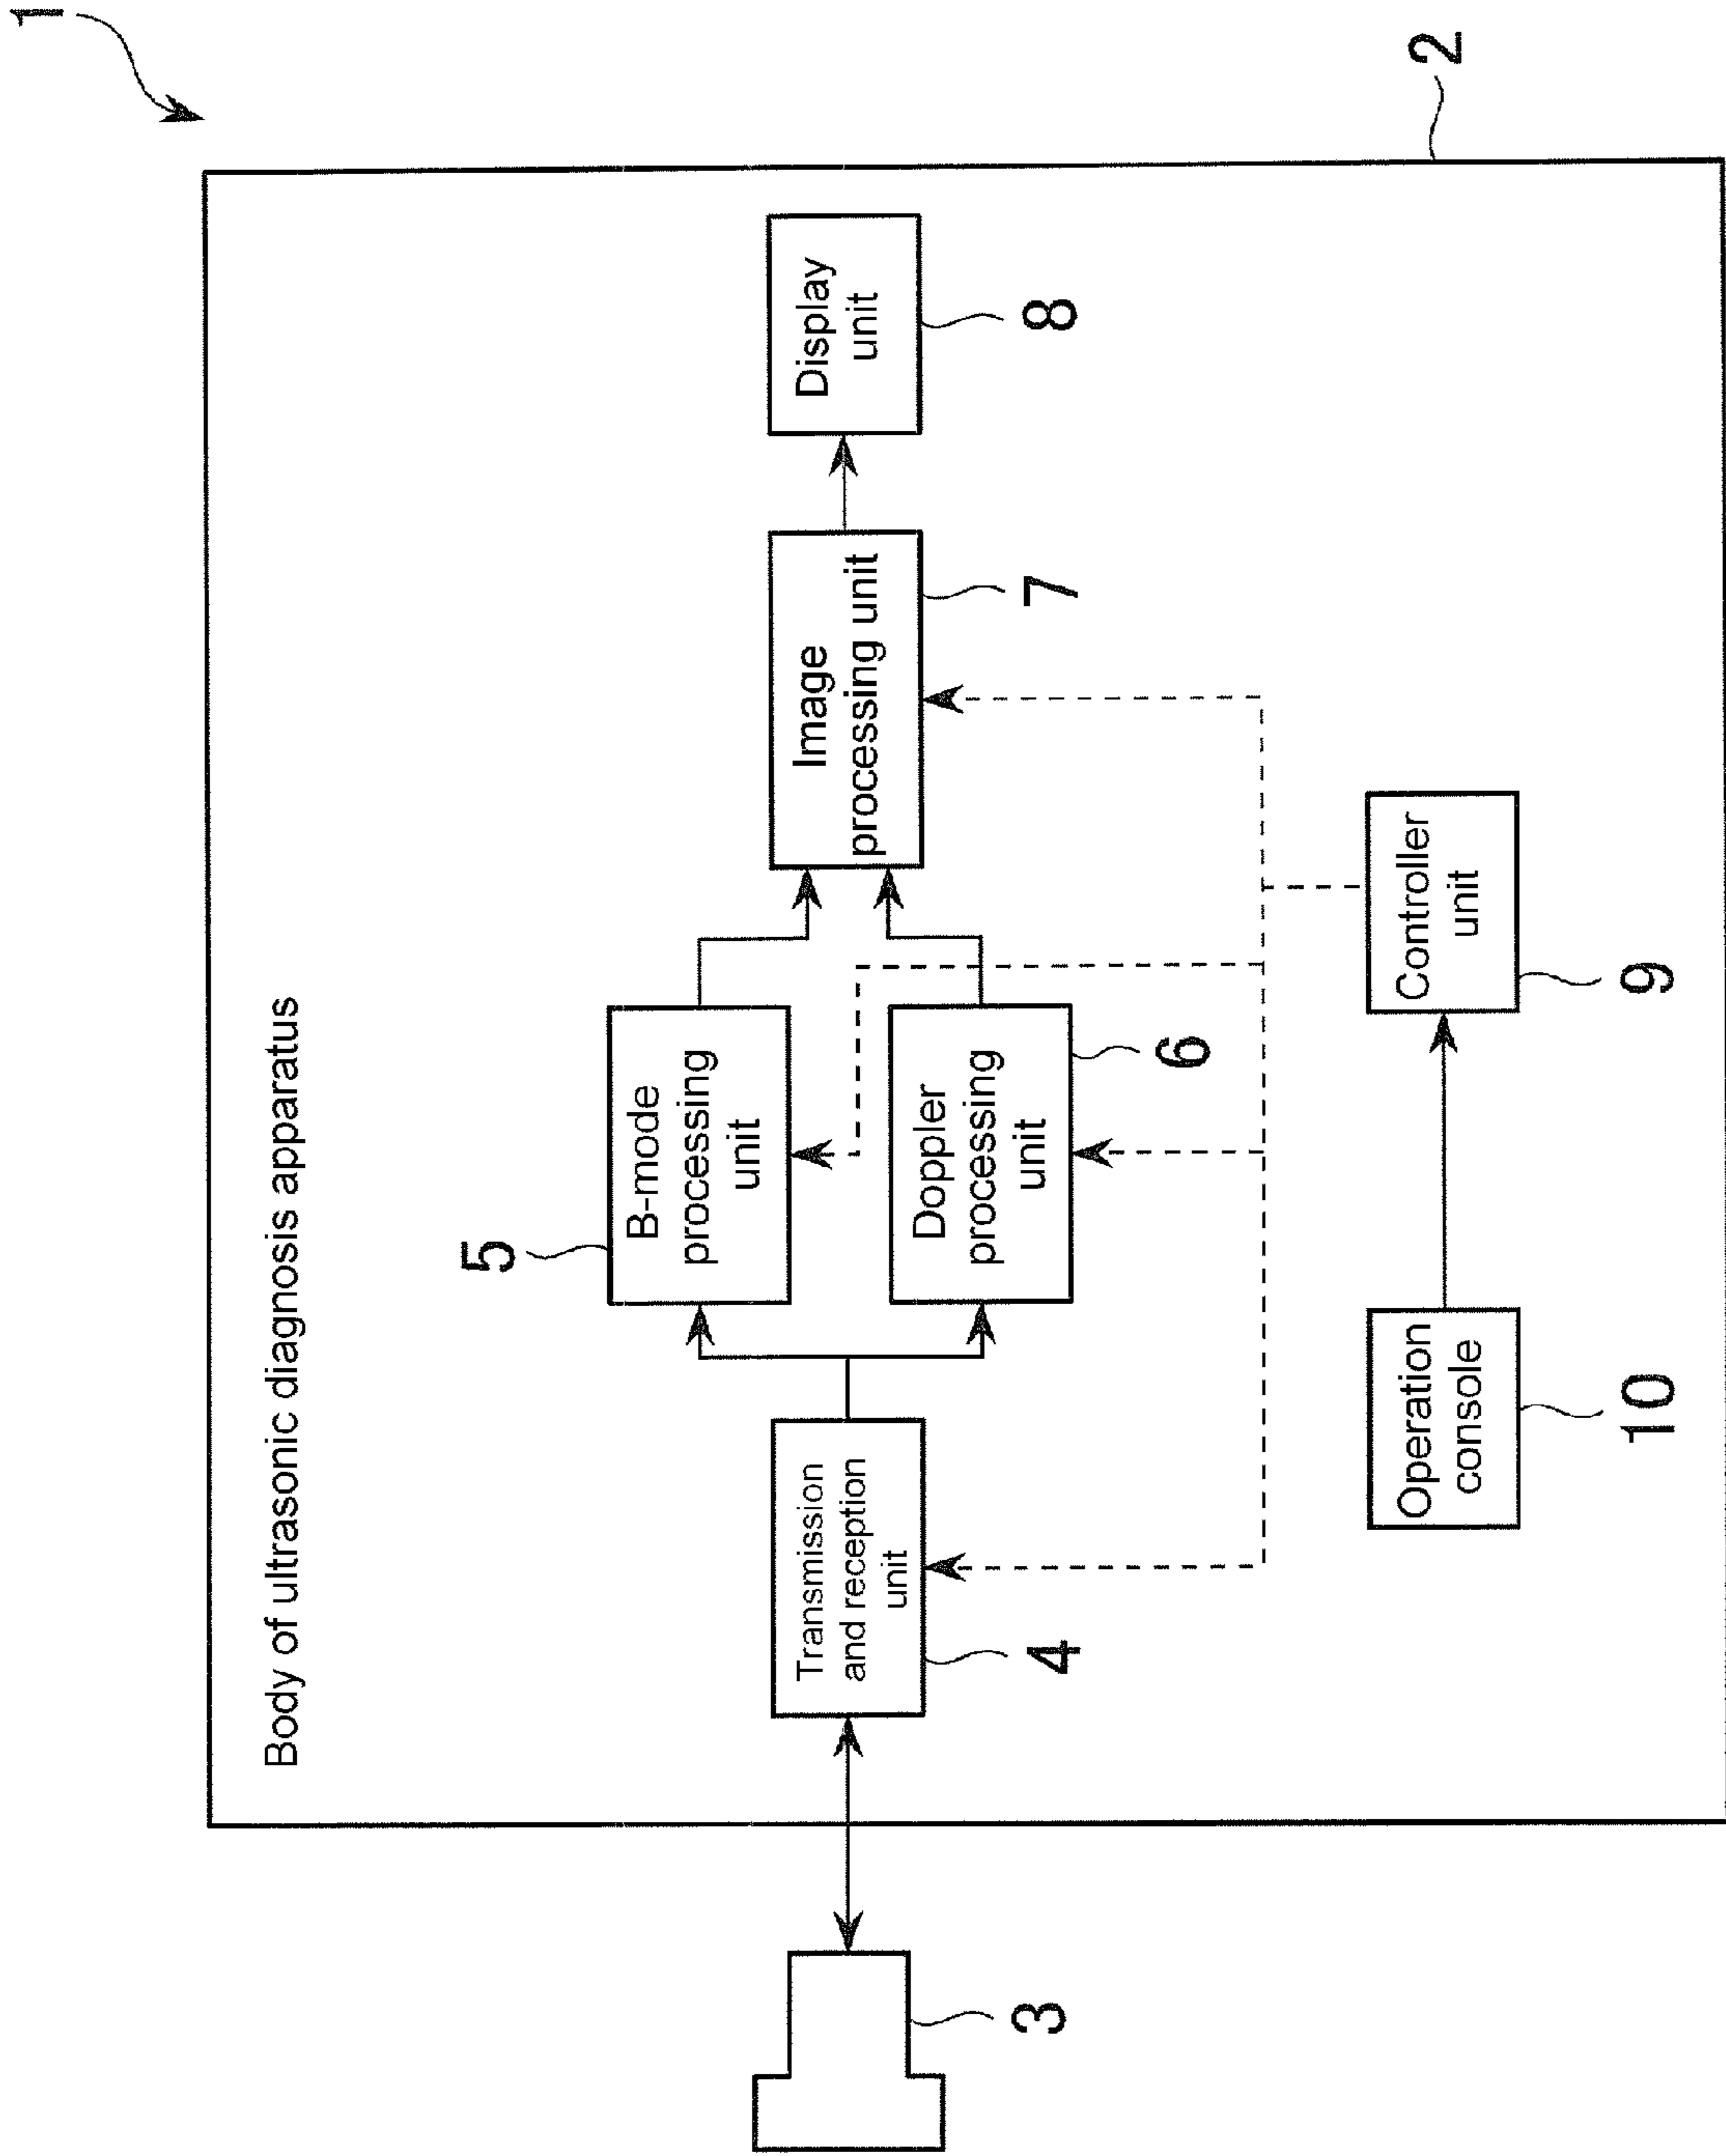 1
Body of ultrasonic diagnosis apparatus
2
5
B-mode
processing
unit
Transmission
and reception
unit
4
Image
processing unit
7
Display
unit
8
3
Doppler
processing
unit
6
Operation
console
10
Controller
unit
9